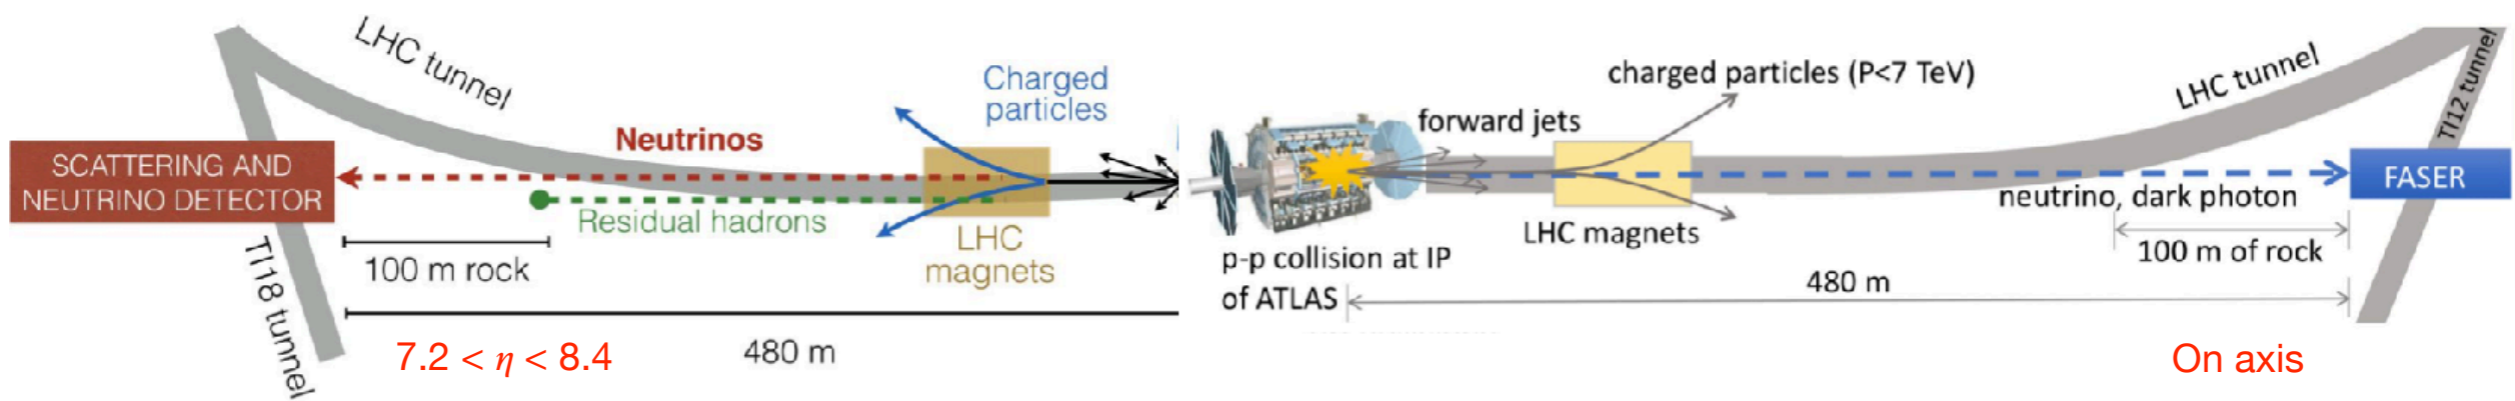 LHC tunnel
Charged
particles
Neutrinos
SCATTERING AND
NEUTRINO DETECTOR
Residual hadrons
LHC
magnets
100 m rock
TI18 tunnel
7.2 < η < 8.4
480 m
charged particles (P<7 TeV)
forward jets
LHC tunnel
TI12 tunnel
FASER
neutrino, dark photon
LHC magnets
p-p collision at IP
of ATLAS
100 m of rock
480 m
On axis